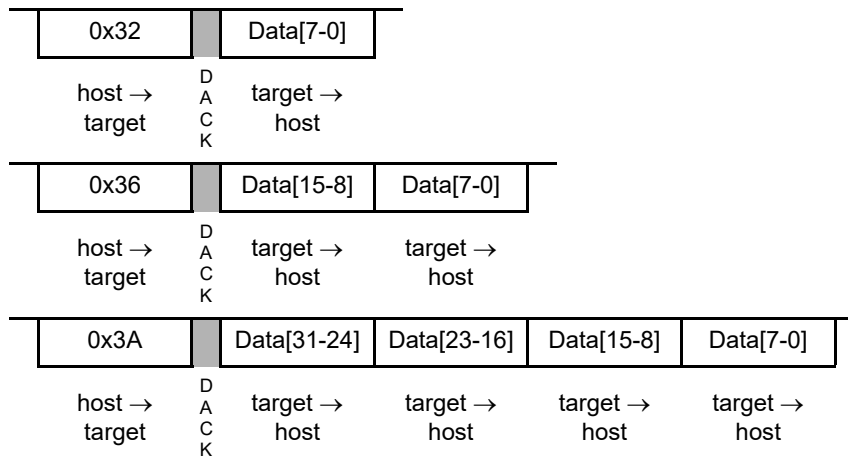 0x32 Data[7-0]
host → D A C K target →
target host
0x36 Data[15-8] Data[7-0]
host → D A C K target → target →
target host host
0x3A Data[31-24] Data[23-16] Data[15-8] Data[7-0]
host → D A C K target → target → target → target →
target host host host host